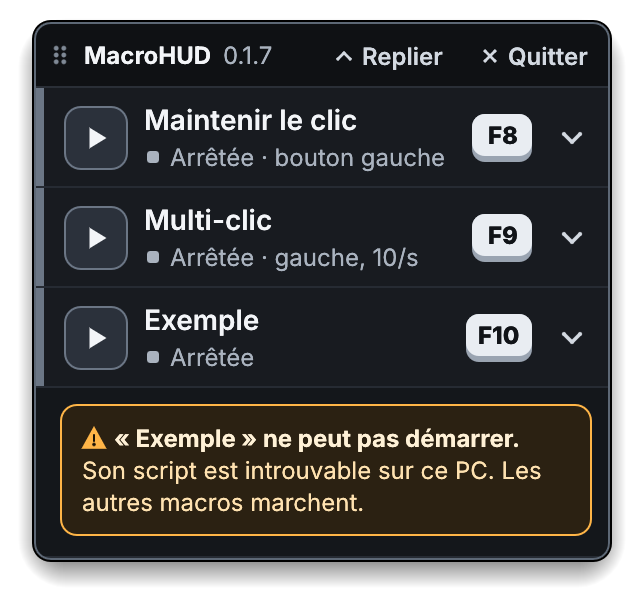 MacroHUD 0.1.7 Replier Quitter
Maintenir le clic F8
Arrêtée · bouton gauche
Multi-clic F9
Arrêtée · gauche, 10/s
Exemple F10
Arrêtée
« Exemple » ne peut pas démarrer.
Son script est introuvable sur ce PC. Les
autres macros marchent.